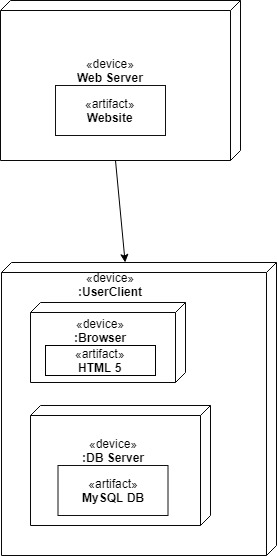 «device»
Web Server
«artifact»
Website
«device»
:UserClient
«device»
:Browser
«artifact»
HTML 5
«device»
:DB Server
«artifact»
MySQL DB